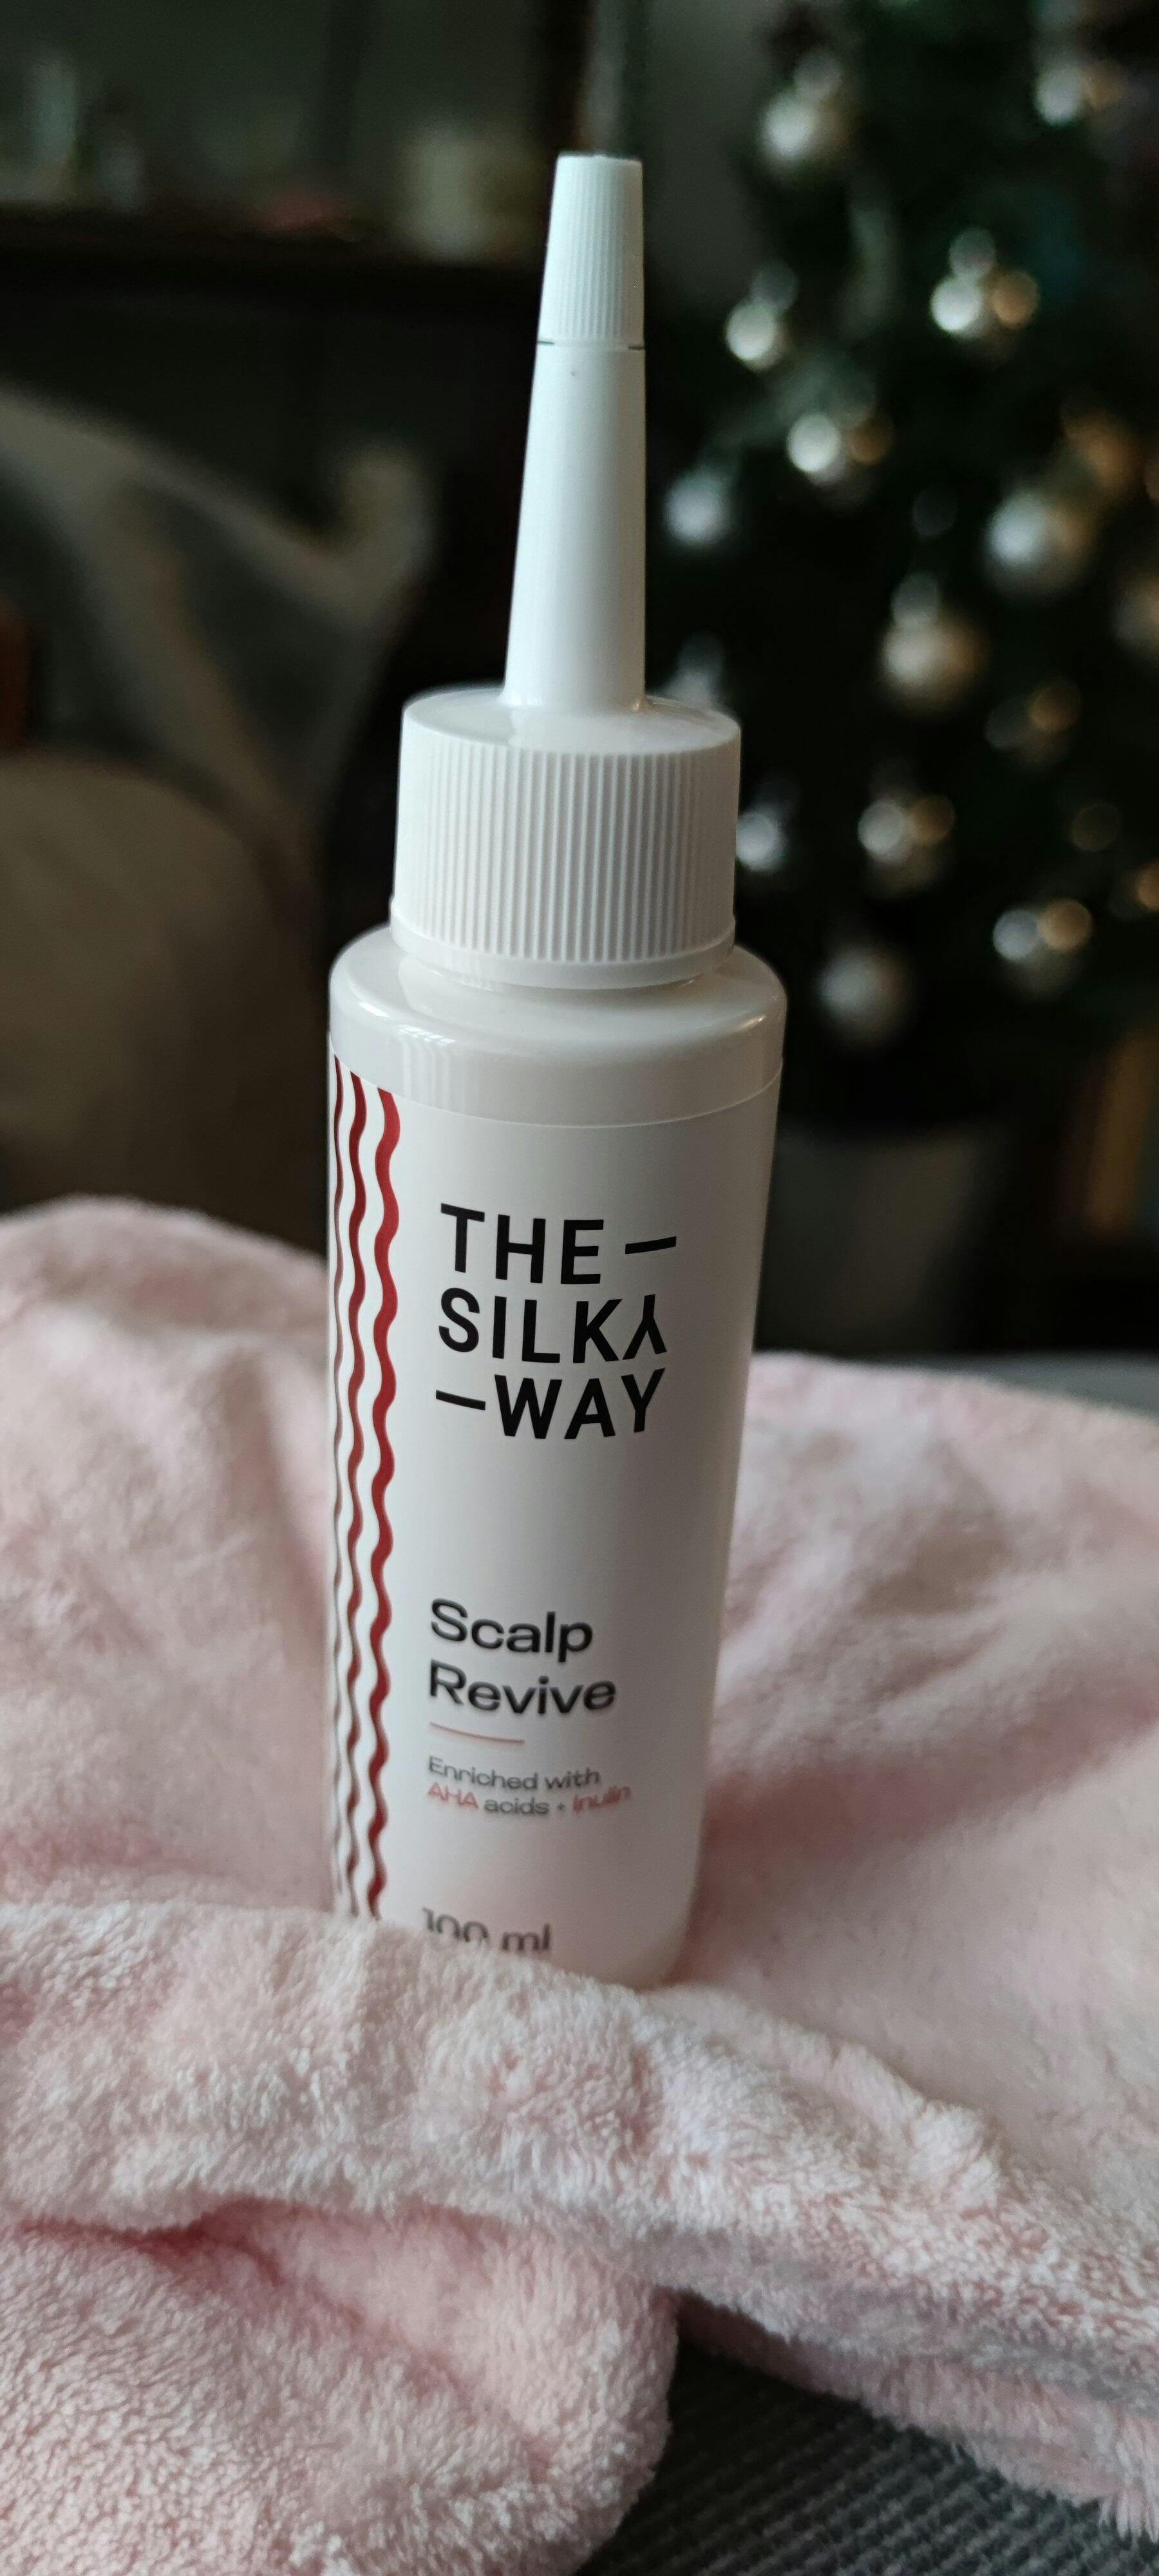 THE—
SILKY
—WAY
Scalp
Revive
Enriched with
AHA acids + Inulin
100 ml